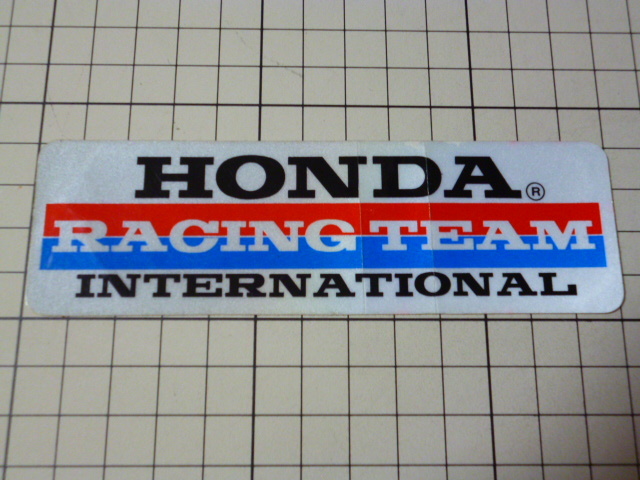 HONDA®
RACING TEAM
INTERNATIONAL